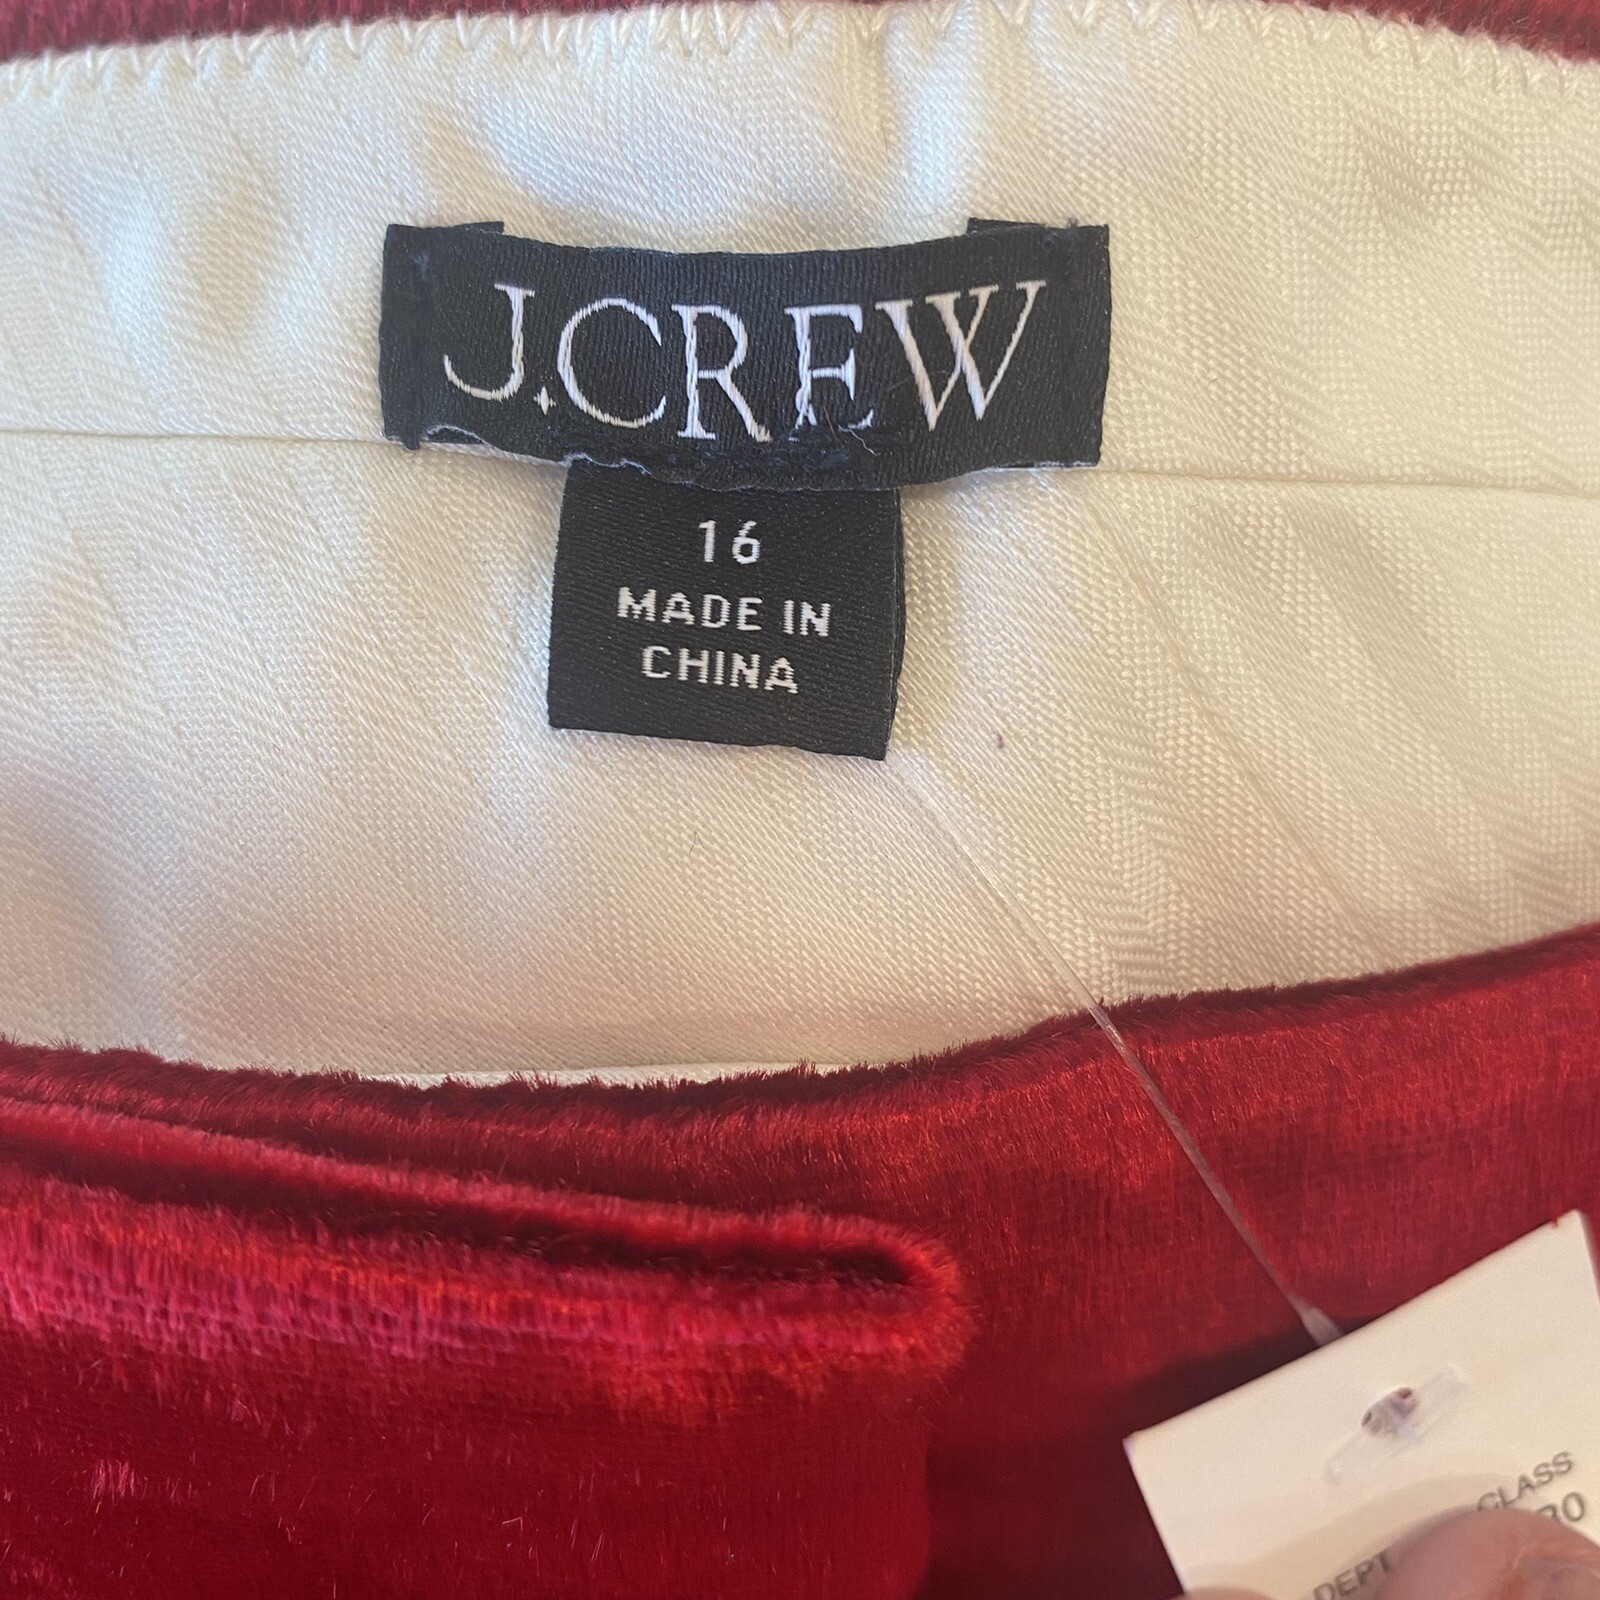 J.CREW
16
MADE IN
CHINA
CLASS
DEPT